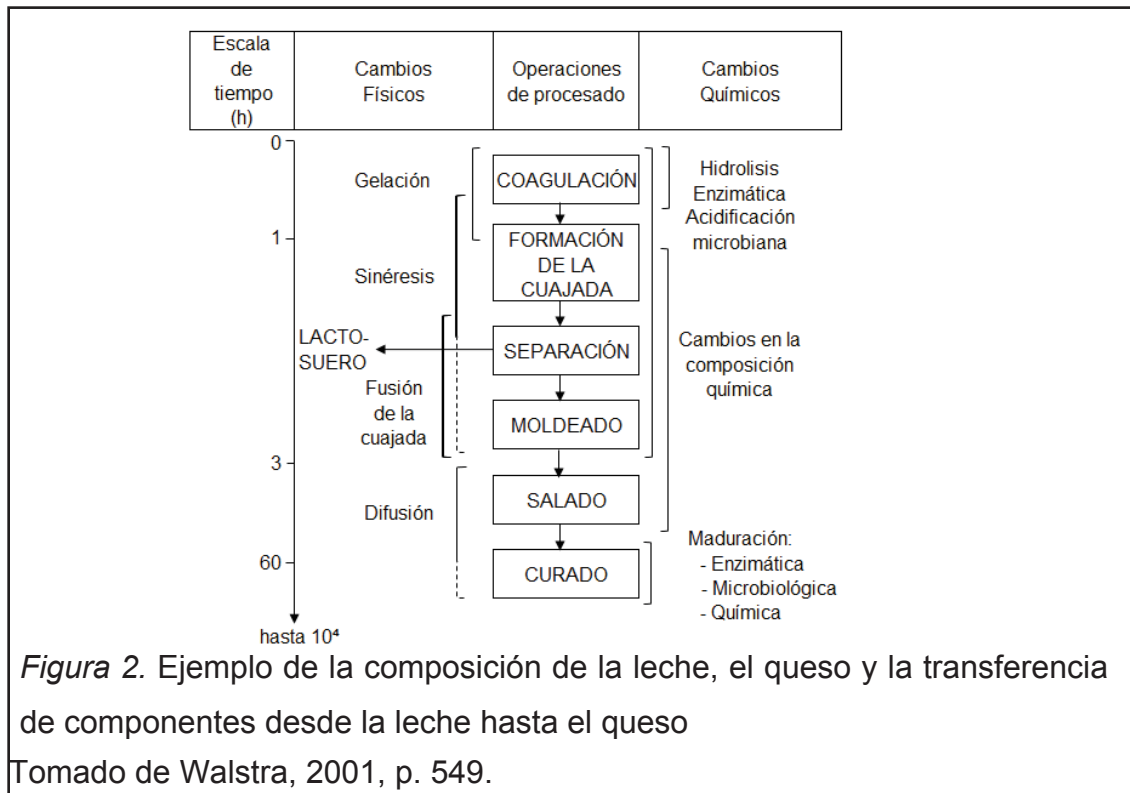 Escala
de
tiempo
(h)
Cambios
Físicos
Operaciones
de procesado
Cambios
Químicos
0
1
3
60
hasta 10⁴
Gelación
Sinéresis
LACTO-
SUERO
Fusión
de la
cuajada
Difusión
COAGULACIÓN
FORMACIÓN
DE LA
CUAJADA
SEPARACIÓN
MOLDEADO
SALADO
CURADO
Hidrolisis
Enzimática
Acidificación
microbiana
Cambios en la
composición
química
Maduración:
- Enzimática
- Microbiológica
- Química
Figura 2. Ejemplo de la composición de la leche, el queso y la transferencia
de componentes desde la leche hasta el queso
Tomado de Walstra, 2001, p. 549.